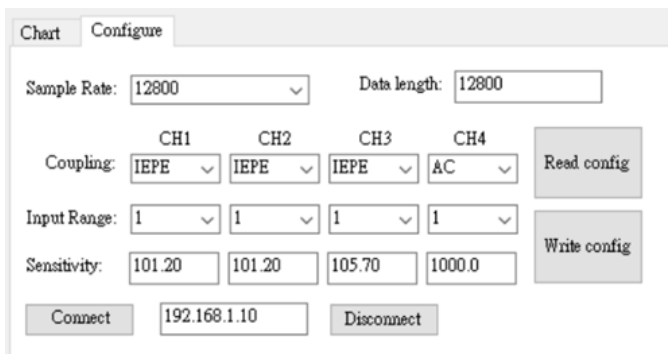 Chart Configure
Sample Rate: 12800 Data length: 12800
CH1 CH2 CH3 CH4
Coupling: IEPE IEPE IEPE AC Read config
Input Range: 1 1 1 1
Write config
Sensitivity: 101.20 101.20 105.70 1000.0
Connect 192.168.1.10 Disconnect